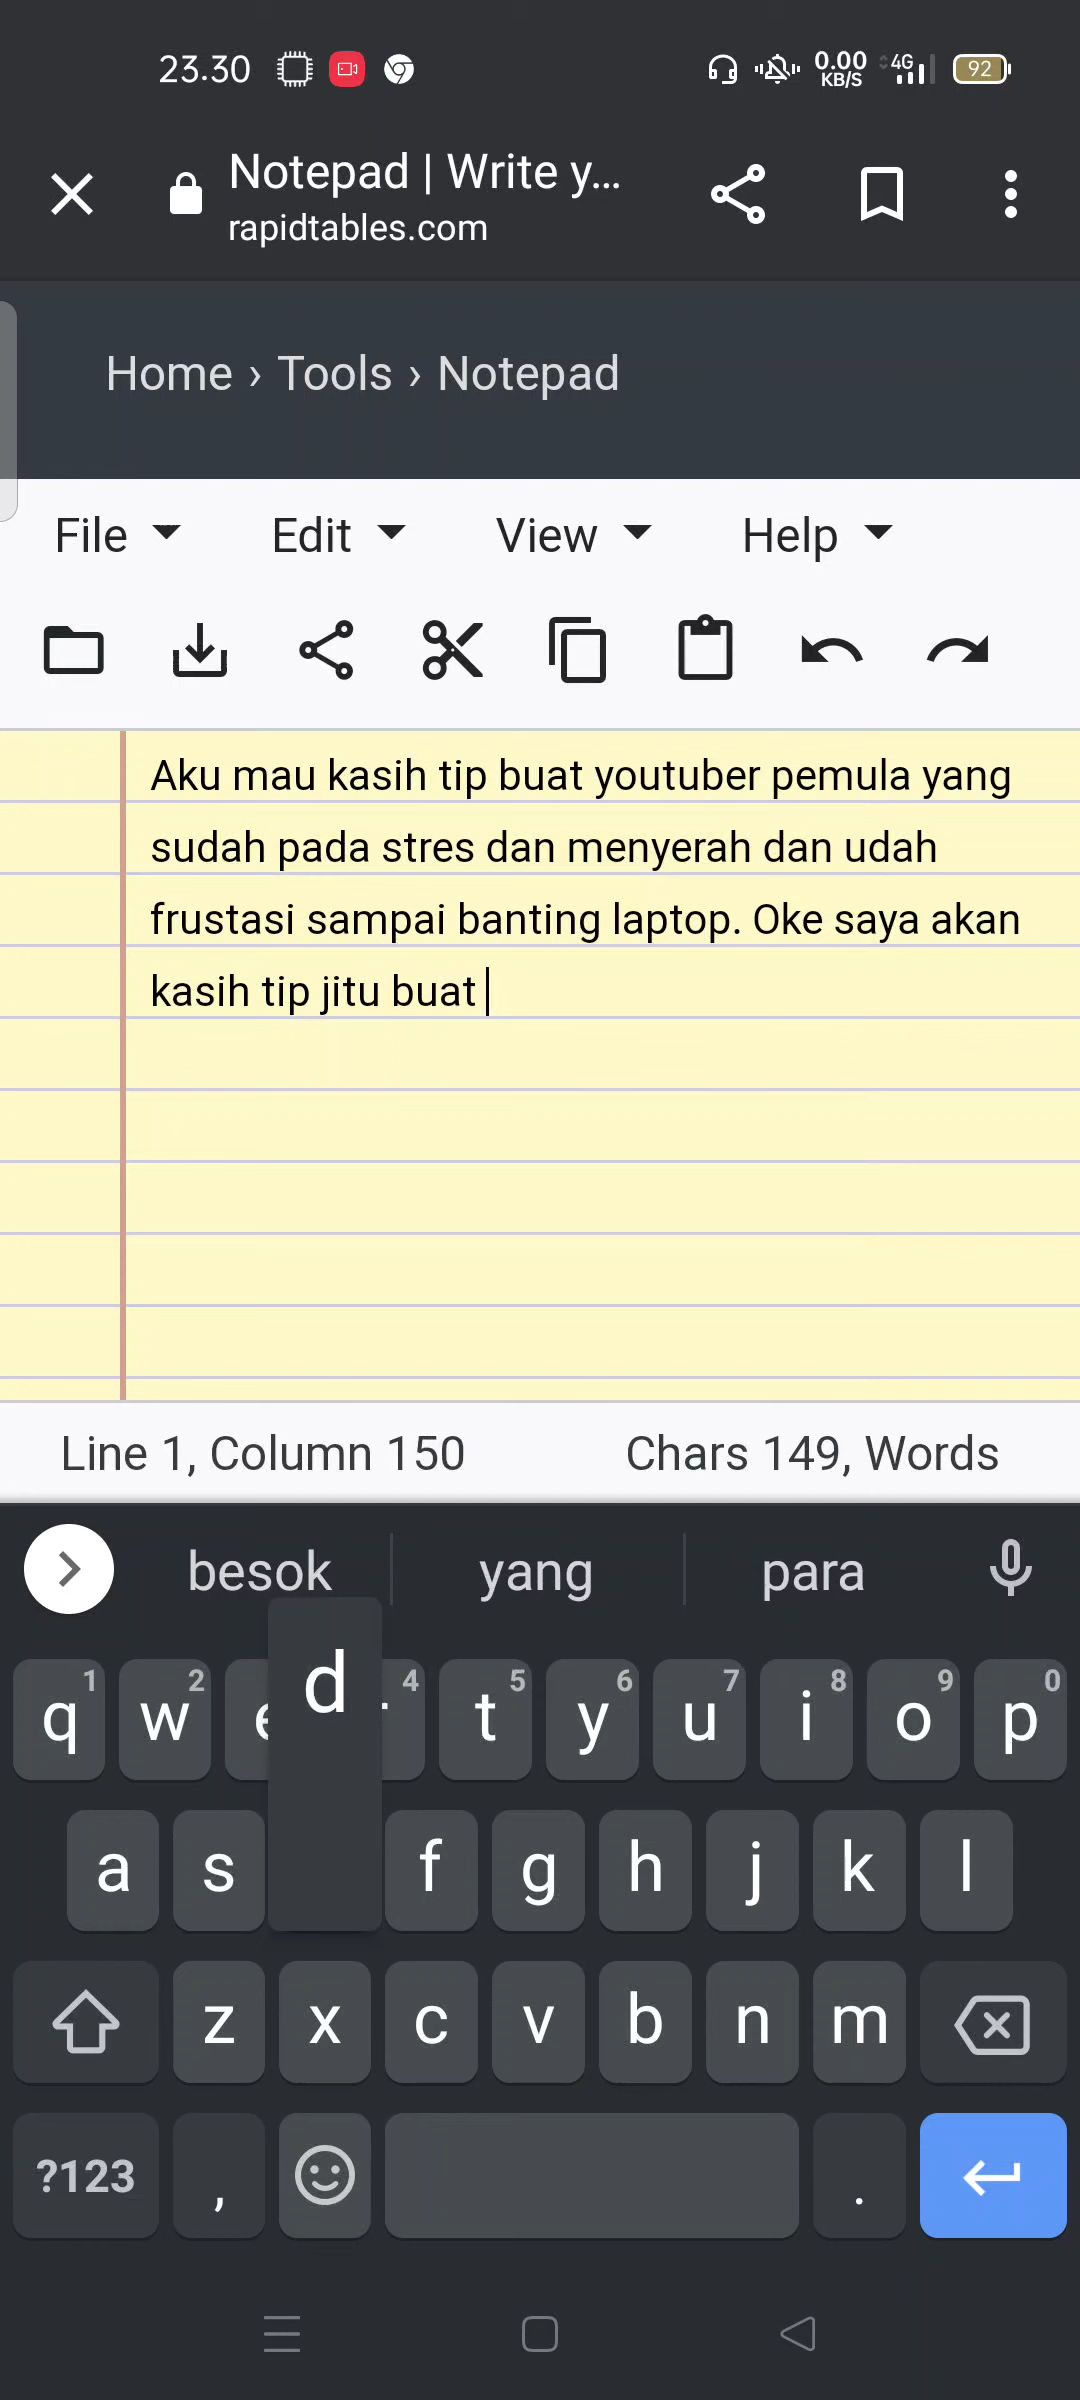 23.30 0.00 KB/S 4G 92
Notepad | Write y...
rapidtables.com
Home › Tools › Notepad
File Edit View Help
Aku mau kasih tip buat youtuber pemula yang
sudah pada stres dan menyerah dan udah
frustasi sampai banting laptop. Oke saya akan
kasih tip jitu buat
Line 1, Column 150 Chars 149, Words
besok yang para
d
q 1 w 2 e 4 t 5 y 6 u 7 i 8 o 9 p 0
a s f g h j k l
z x c v b n m
?123 , .